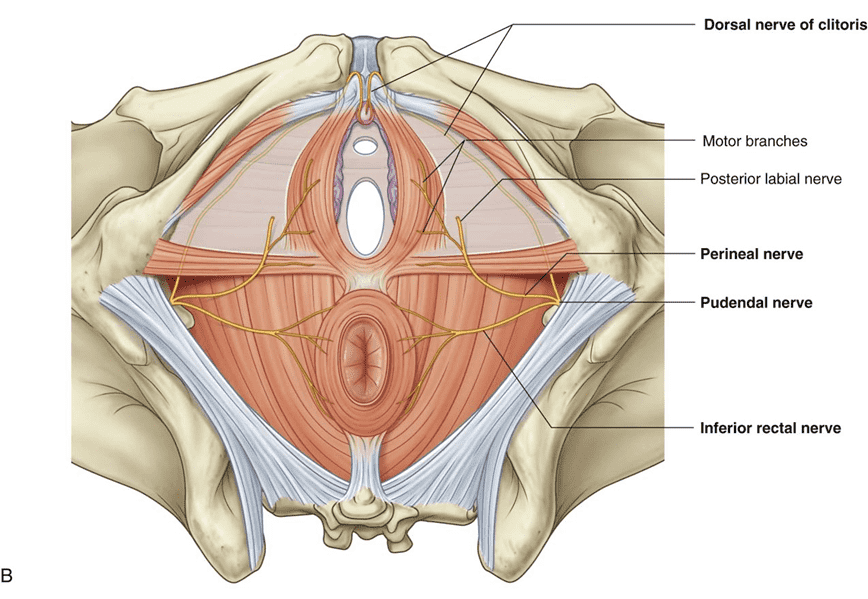 Dorsal nerve of clitoris
Motor branches
Posterior labial nerve
Perineal nerve
Pudendal nerve
Inferior rectal nerve
B